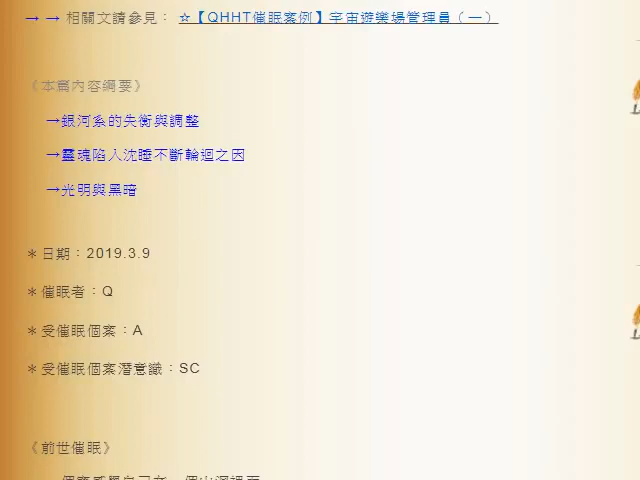 → → 相關文請參見： ☆【QHHT催眠案例】宇宙遊樂場管理員（一）
《本篇內容綱要》
→銀河系的失衡與調整
→靈魂陷入沈睡不斷輪迴之因
→光明與黑暗
＊日期：2019.3.9
＊催眠者：Q
＊受催眠個案：A
＊受催眠個案潛意識：SC
《前世催眠》